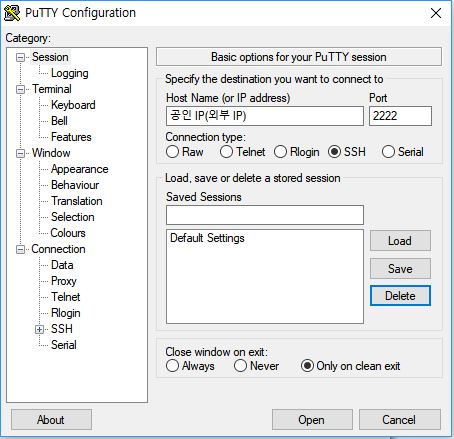 PuTTY Configuration
Category:
Session
Logging
Terminal
Keyboard
Bell
Features
Window
Appearance
Behaviour
Translation
Selection
Colours
Connection
Data
Proxy
Telnet
Rlogin
SSH
Serial
Basic options for your PuTTY session
Specify the destination you want to connect to
Host Name (or IP address) Port
공인 IP(외부 IP) 2222
Connection type:
Raw Telnet Rlogin SSH Serial
Load, save or delete a stored session
Saved Sessions
Default Settings
Load
Save
Delete
Close window on exit:
Always Never Only on clean exit
About Open Cancel